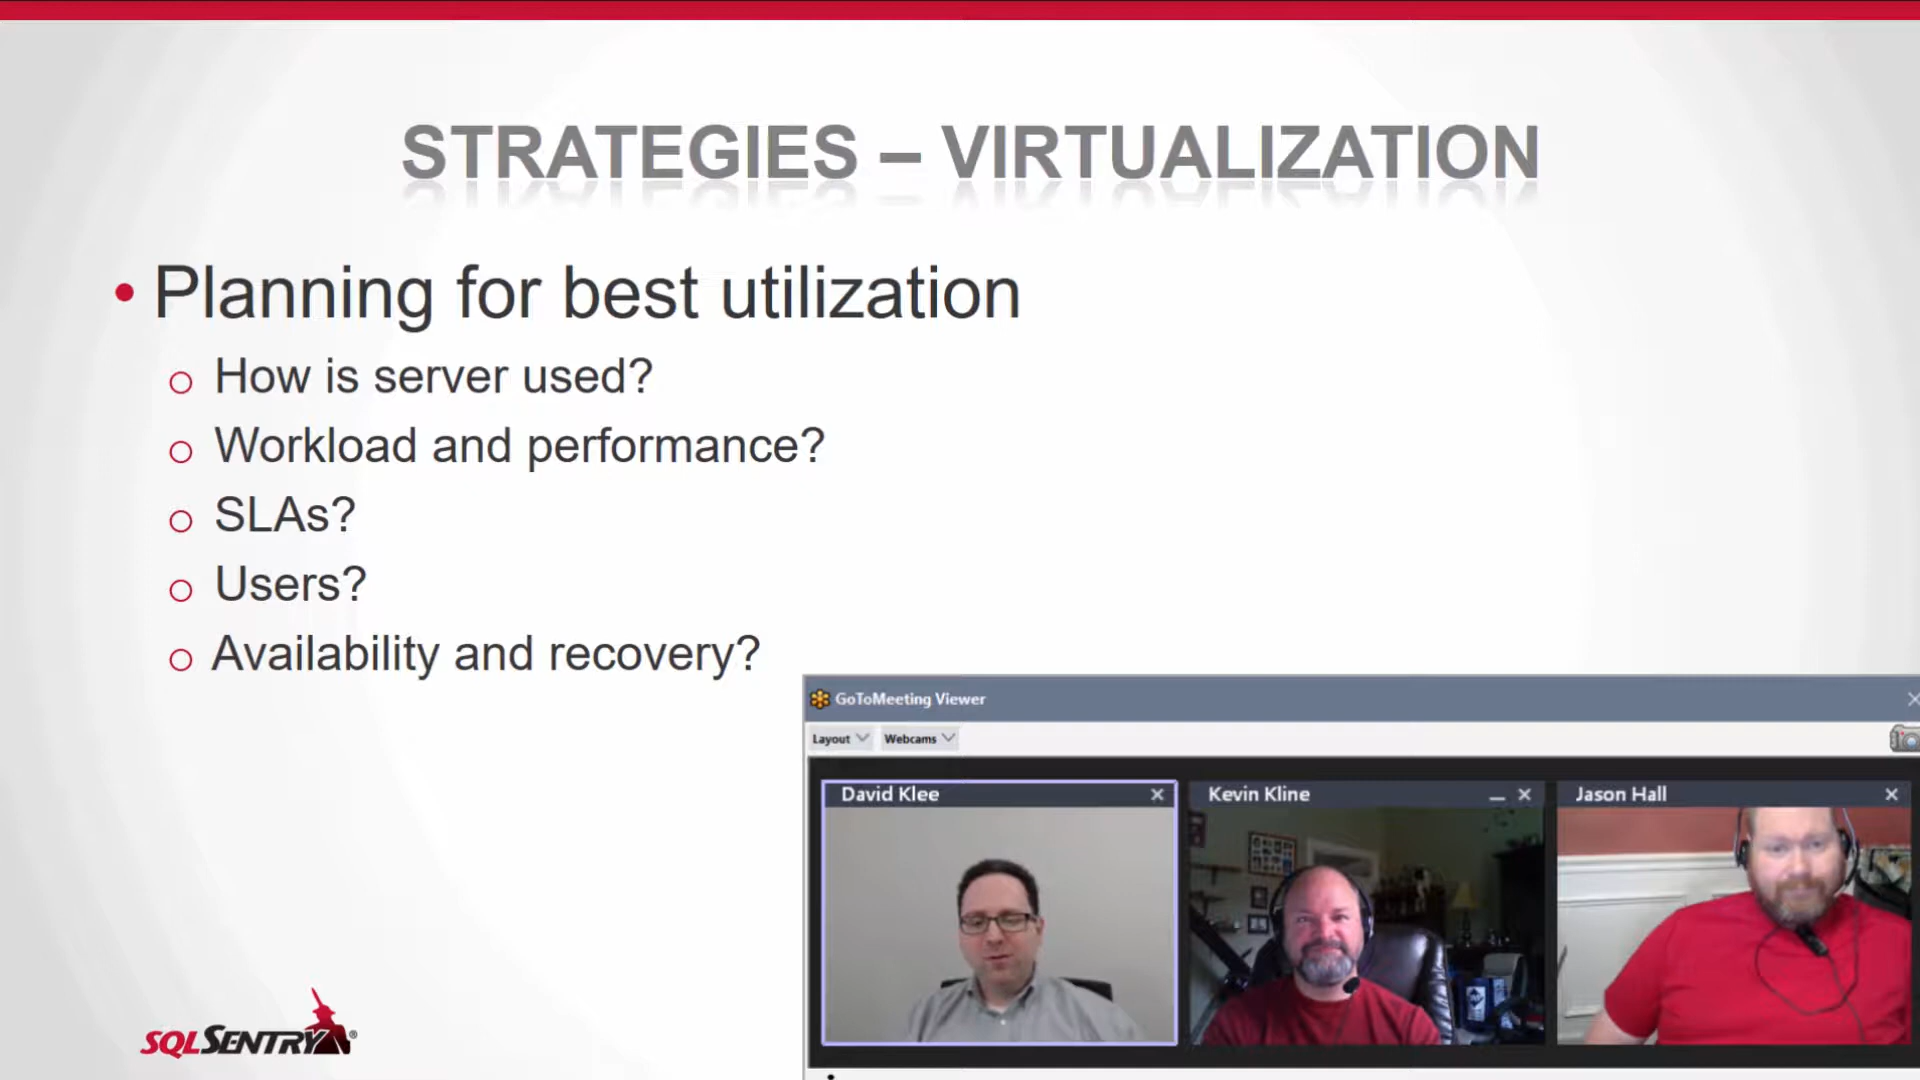 STRATEGIES – VIRTUALIZATION
• Planning for best utilization
o How is server used?
o Workload and performance?
o SLAs?
o Users?
o Availability and recovery?
GoToMeeting Viewer
Layout Webcams
David Klee
Kevin Kline
Jason Hall
SQLSENTRY®